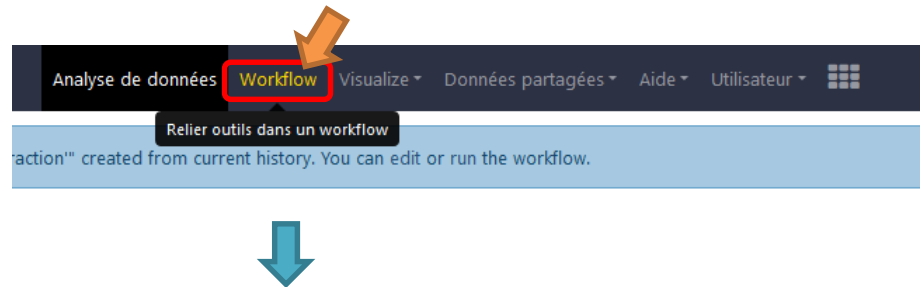 Analyse de données Workflow Visualize Données partagées Aide Utilisateur
Relier outils dans un workflow
raction'" created from current history. You can edit or run the workflow.